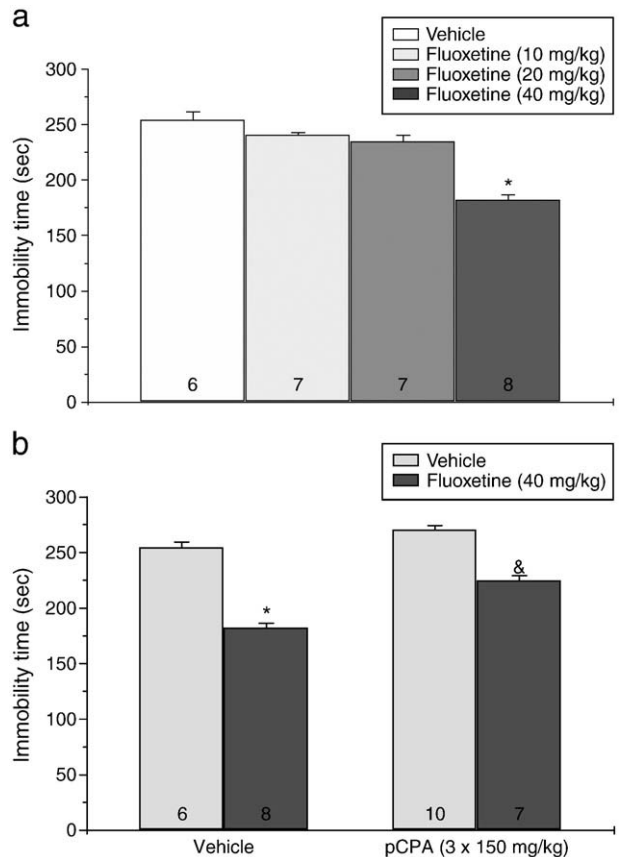 a
Vehicle
Fluoxetine (10 mg/kg)
Fluoxetine (20 mg/kg)
Fluoxetine (40 mg/kg)
300
250
200
150
100
50
0
Immobility time (sec)
*
6 7 7 8
b
Vehicle
Fluoxetine (40 mg/kg)
300
250
200
150
100
50
0
Immobility time (sec)
*
&
6 8 10 7
Vehicle pCPA (3 x 150 mg/kg)